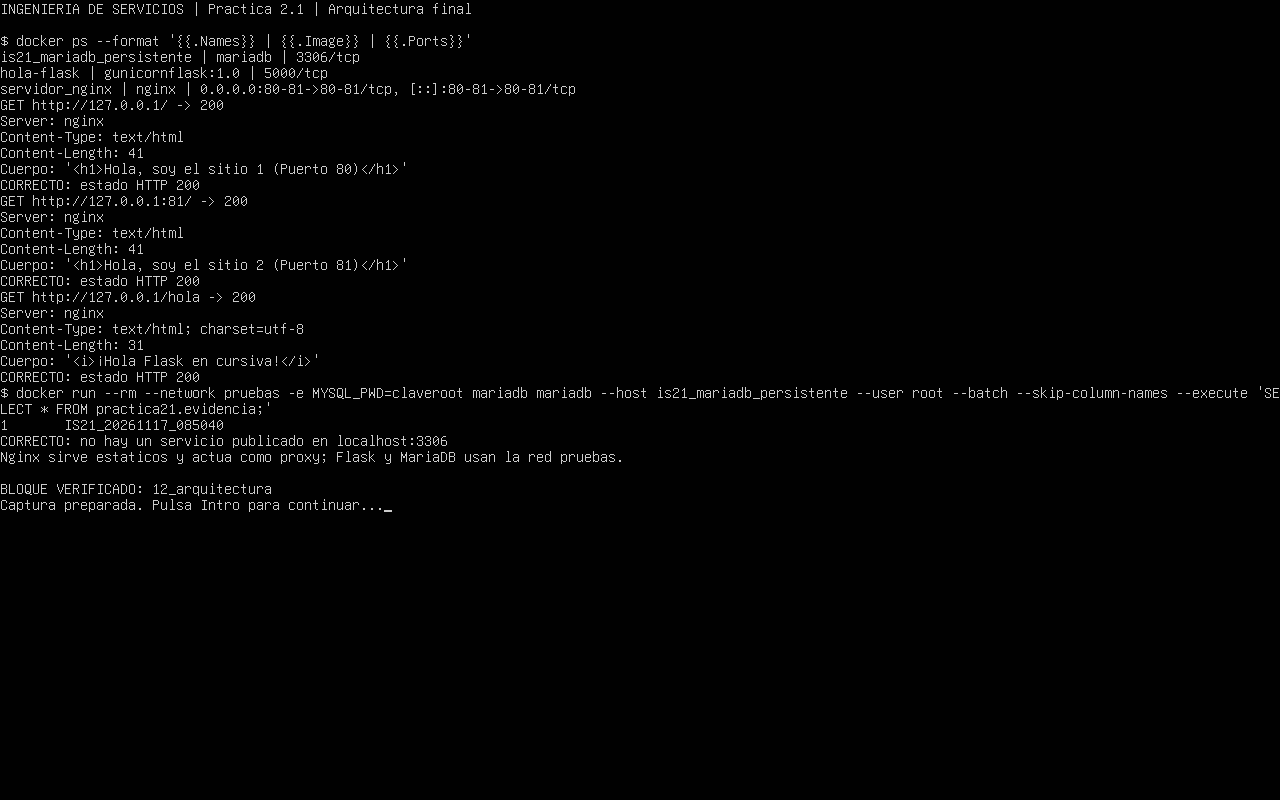 INGENIERIA DE SERVICIOS | Practica 2.1 | Arquitectura final
$ docker ps --format '{{.Names}} | {{.Image}} | {{.Ports}}'
is21_mariadb_persistente | mariadb | 3306/tcp
hola-flask | gunicornflask:1.0 | 5000/tcp
servidor_nginx | nginx | 0.0.0.0:80-81->80-81/tcp, [::]:80-81->80-81/tcp
GET http://127.0.0.1/ -> 200
Server: nginx
Content-Type: text/html
Content-Length: 41
Cuerpo: '<h1>Hola, soy el sitio 1 (Puerto 80)</h1>'
CORRECTO: estado HTTP 200
GET http://127.0.0.1:81/ -> 200
Server: nginx
Content-Type: text/html
Content-Length: 41
Cuerpo: '<h1>Hola, soy el sitio 2 (Puerto 81)</h1>'
CORRECTO: estado HTTP 200
GET http://127.0.0.1/hola -> 200
Server: nginx
Content-Type: text/html; charset=utf-8
Content-Length: 31
Cuerpo: '<i>¡Hola Flask en cursiva!</i>'
CORRECTO: estado HTTP 200
$ docker run --rm --network pruebas -e MYSQL_PWD=claveroot mariadb mariadb --host is21_mariadb_persistente --user root --batch --skip-column-names --execute 'SE
LECT * FROM practica21.evidencia;'
1       IS21_20261117_085040
CORRECTO: no hay un servicio publicado en localhost:3306
Nginx sirve estaticos y actua como proxy; Flask y MariaDB usan la red pruebas.
BLOQUE VERIFICADO: 12_arquitectura
Captura preparada. Pulsa Intro para continuar..._